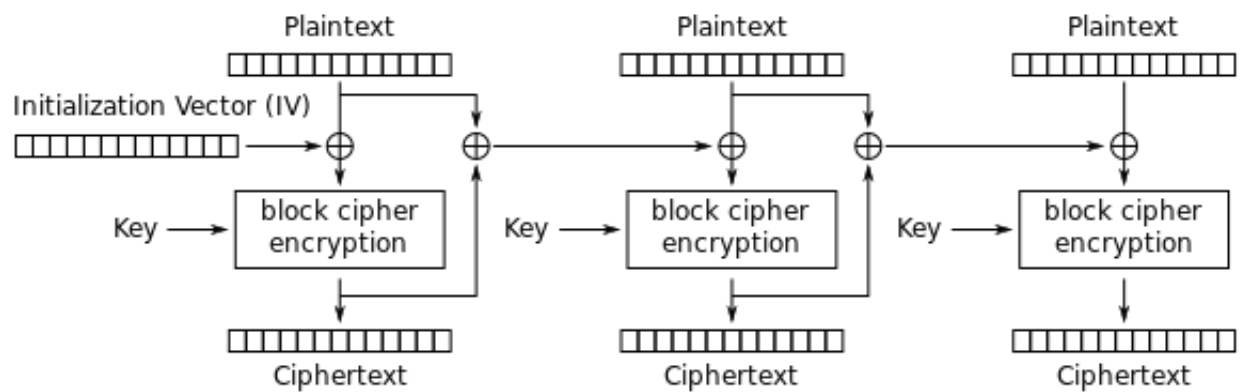 Plaintext
Plaintext
Plaintext
Initialization Vector (IV)
Key
block cipher
encryption
Key
block cipher
encryption
Key
block cipher
encryption
Ciphertext
Ciphertext
Ciphertext